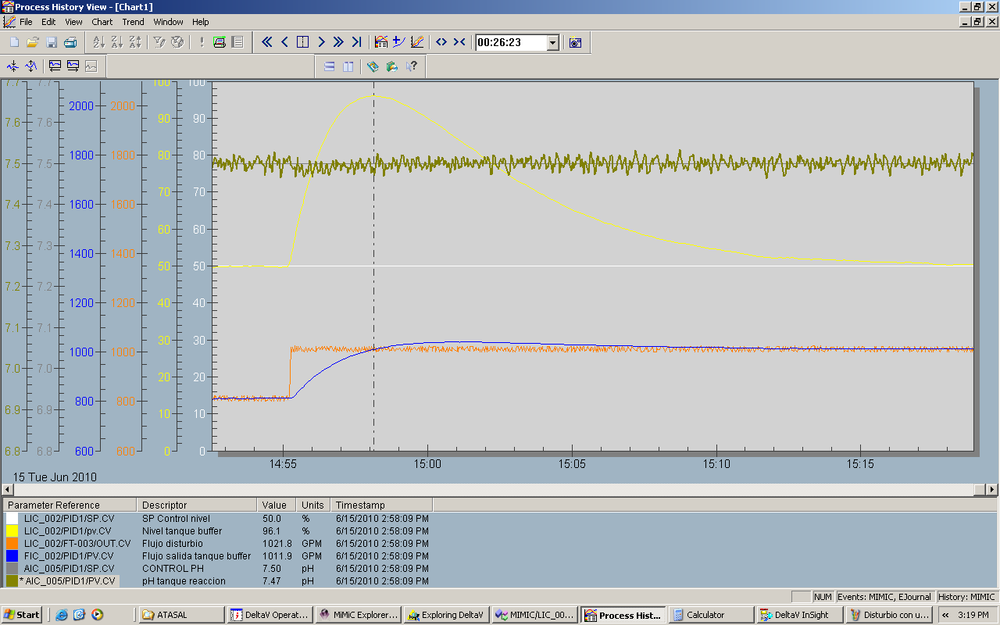 Process History View - [Chart1]
File Edit View Chart Trend Window Help
00:26:23
7.7 7.7 100 100
2000 2000
7.6 7.6 90 90
1800 1800 80 80
7.5 7.5
70 70
7.4 7.4 1600 1600
60 60
7.3 7.3 1400 1400
50 50
7.2 7.2
1200 1200 40 40
7.1 7.1
1000 1000 30 30
7.0 7.0
20 20
800 800
6.9 6.9 10 10
6.8 6.8 600 600 0 0
14:55 15:00 15:05 15:10 15:15
15 Tue Jun 2010
Parameter Reference Descriptor Value Units Timestamp
LIC_002/PID1/SP.CV SP Control nivel 50.0 % 6/15/2010 2:58:09 PM
LIC_002/PID1/pv.CV Nivel tanque buffer 96.1 % 6/15/2010 2:58:09 PM
LIC_002/FT-003/OUT.CV Flujo disturbio 1021.8 GPM 6/15/2010 2:58:09 PM
FIC_002/PID1/PV.CV Flujo salida tanque buffer 1011.9 GPM 6/15/2010 2:58:09 PM
AIC_005/PID1/SP.CV CONTROL PH 7.50 pH 6/15/2010 2:58:09 PM
* AIC_005/PID1/PV.CV pH tanque reaccion 7.47 pH 6/15/2010 2:58:09 PM
NUM Events: MIMIC, EJournal History: MIMIC
Start ATASAL DeltaV Operat... MiMiC Explorer... Exploring DeltaV MIMIC/LIC_00... Process Hist... Calculator DeltaV InSight Disturbio con u... « 3:19 PM